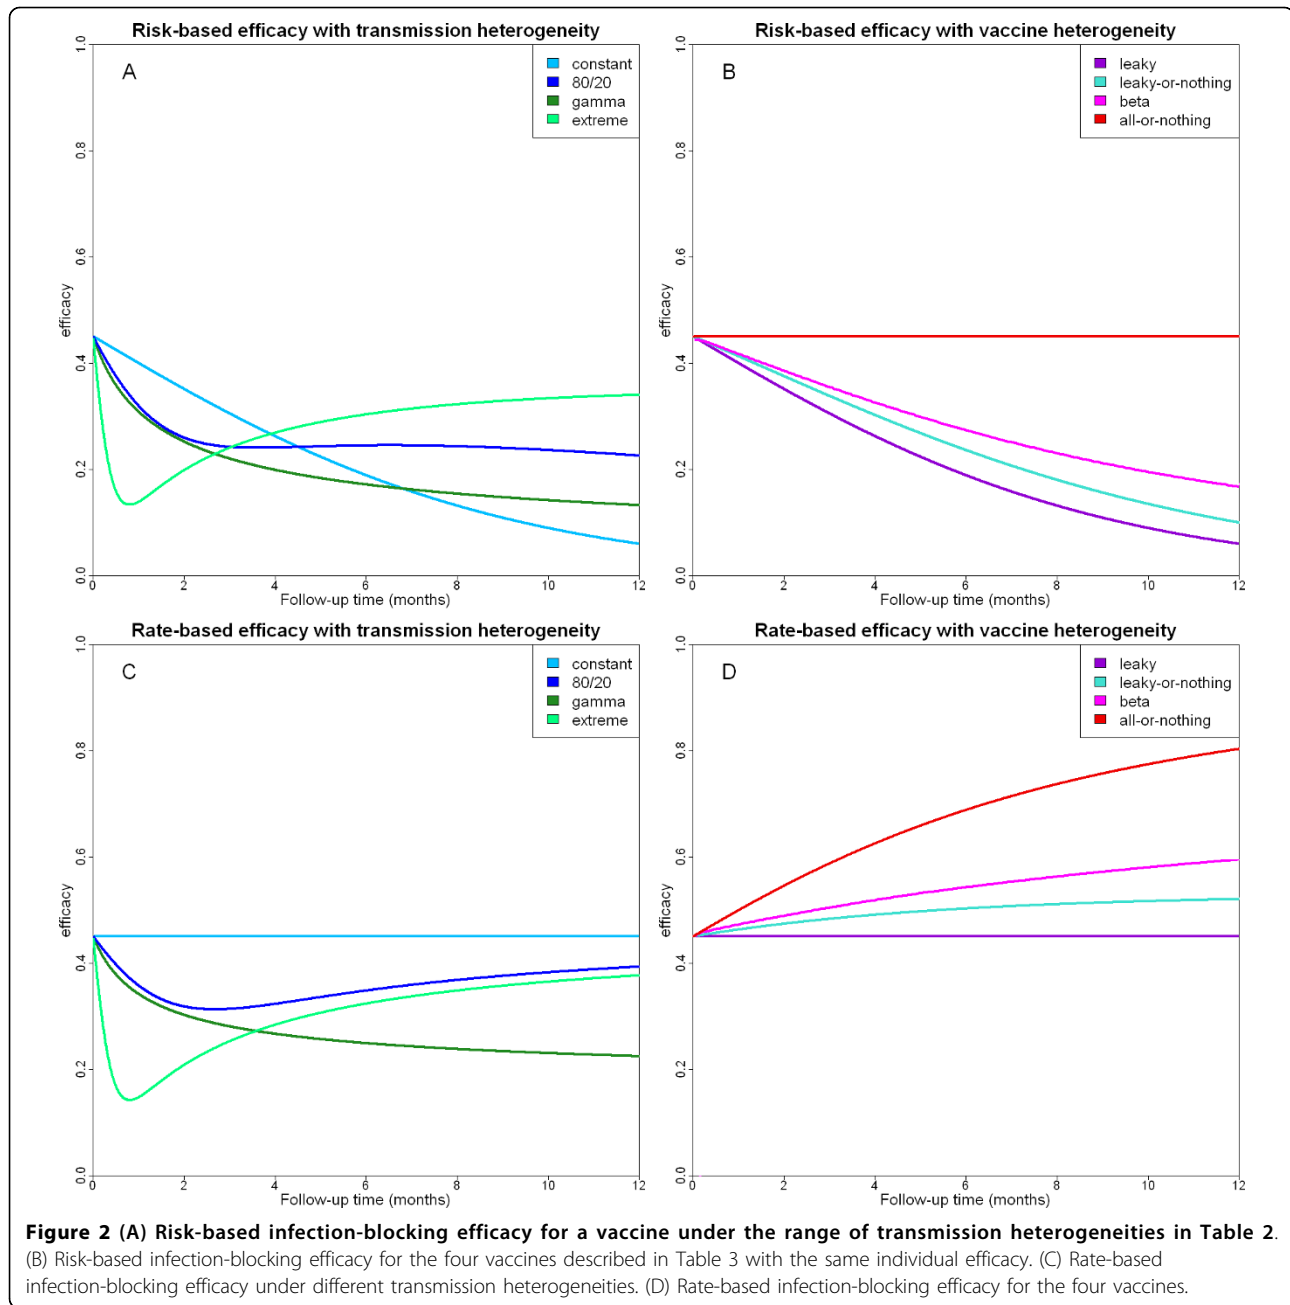 Risk-based efficacy with transmission heterogeneity
A
constant
80/20
gamma
extreme
efficacy
0.0
0.2
0.4
0.6
0.8
1.0
0 2 4 6 8 10 12
Follow-up time (months)
Risk-based efficacy with vaccine heterogeneity
B
leaky
leaky-or-nothing
beta
all-or-nothing
efficacy
0.0
0.2
0.4
0.6
0.8
1.0
0 2 4 6 8 10 12
Follow-up time (months)
Rate-based efficacy with transmission heterogeneity
C
constant
80/20
gamma
extreme
efficacy
0.0
0.2
0.4
0.6
0.8
1.0
0 2 4 6 8 10 12
Follow-up time (months)
Rate-based efficacy with vaccine heterogeneity
D
leaky
leaky-or-nothing
beta
all-or-nothing
efficacy
0.0
0.2
0.4
0.6
0.8
1.0
0 2 4 6 8 10 12
Follow-up time (months)
Figure 2 (A) Risk-based infection-blocking efficacy for a vaccine under the range of transmission heterogeneities in Table 2.
(B) Risk-based infection-blocking efficacy for the four vaccines described in Table 3 with the same individual efficacy. (C) Rate-based
infection-blocking efficacy under different transmission heterogeneities. (D) Rate-based infection-blocking efficacy for the four vaccines.